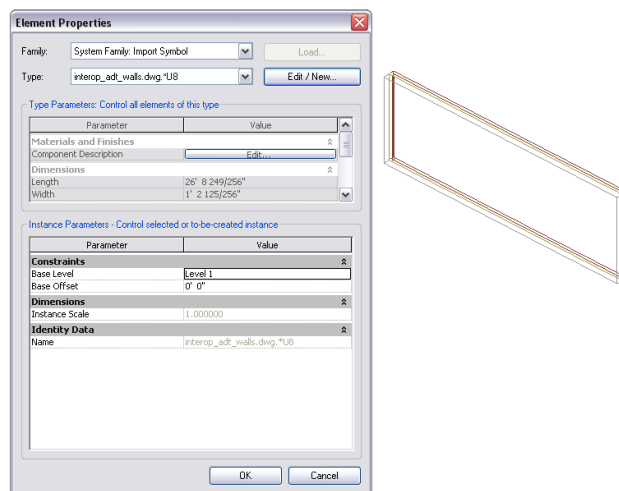 Element Properties
Family: System Family: Import Symbol Load...
Type: interop_adt_walls.dwg.*U8 Edit / New...
Type Parameters: Control all elements of this type
Parameter Value
Materials and Finishes
Component Description Edit...
Dimensions
Length 26' 8 249/256"
Width 1' 2 125/256"
Instance Parameters - Control selected or to-be-created instance
Parameter Value
Constraints
Base Level Level 1
Base Offset 0' 0"
Dimensions
Instance Scale 1.000000
Identity Data
Name interop_adt_walls.dwg.*U8
OK Cancel